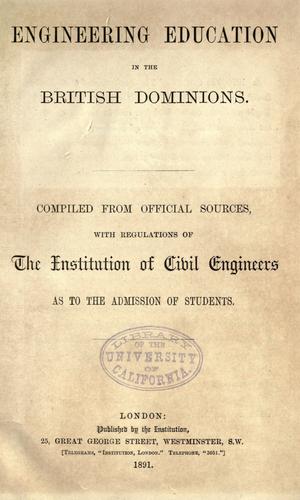 ENGINEERING EDUCATION
IN THE
BRITISH DOMINIONS.
COMPILED FROM OFFICIAL SOURCES,
WITH REGULATIONS OF
The Institution of Civil Engineers
AS TO THE ADMISSION OF STUDENTS.
LIBRARY
OF THE
UNIVERSITY
OF
CALIFORNIA.
LONDON:
Published by the Institution,
25, GREAT GEORGE STREET, WESTMINSTER, S.W.
[TELEGRAMS, "INSTITUTION, LONDON." TELEPHONE, "3051."]
1891.